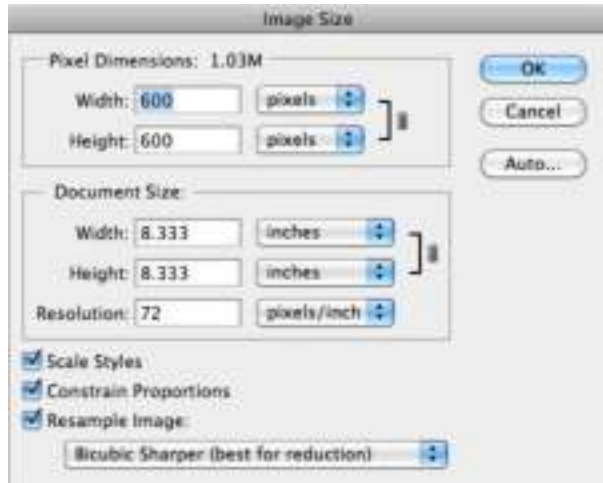 Image Size
Pixel Dimensions: 1.03M
Width: 600 pixels
Height: 600 pixels
OK
Cancel
Auto...
Document Size:
Width: 8.333 inches
Height: 8.333 inches
Resolution: 72 pixels/inch
Scale Styles
Constrain Proportions
Resample Image:
Bicubic Sharper (best for reduction)